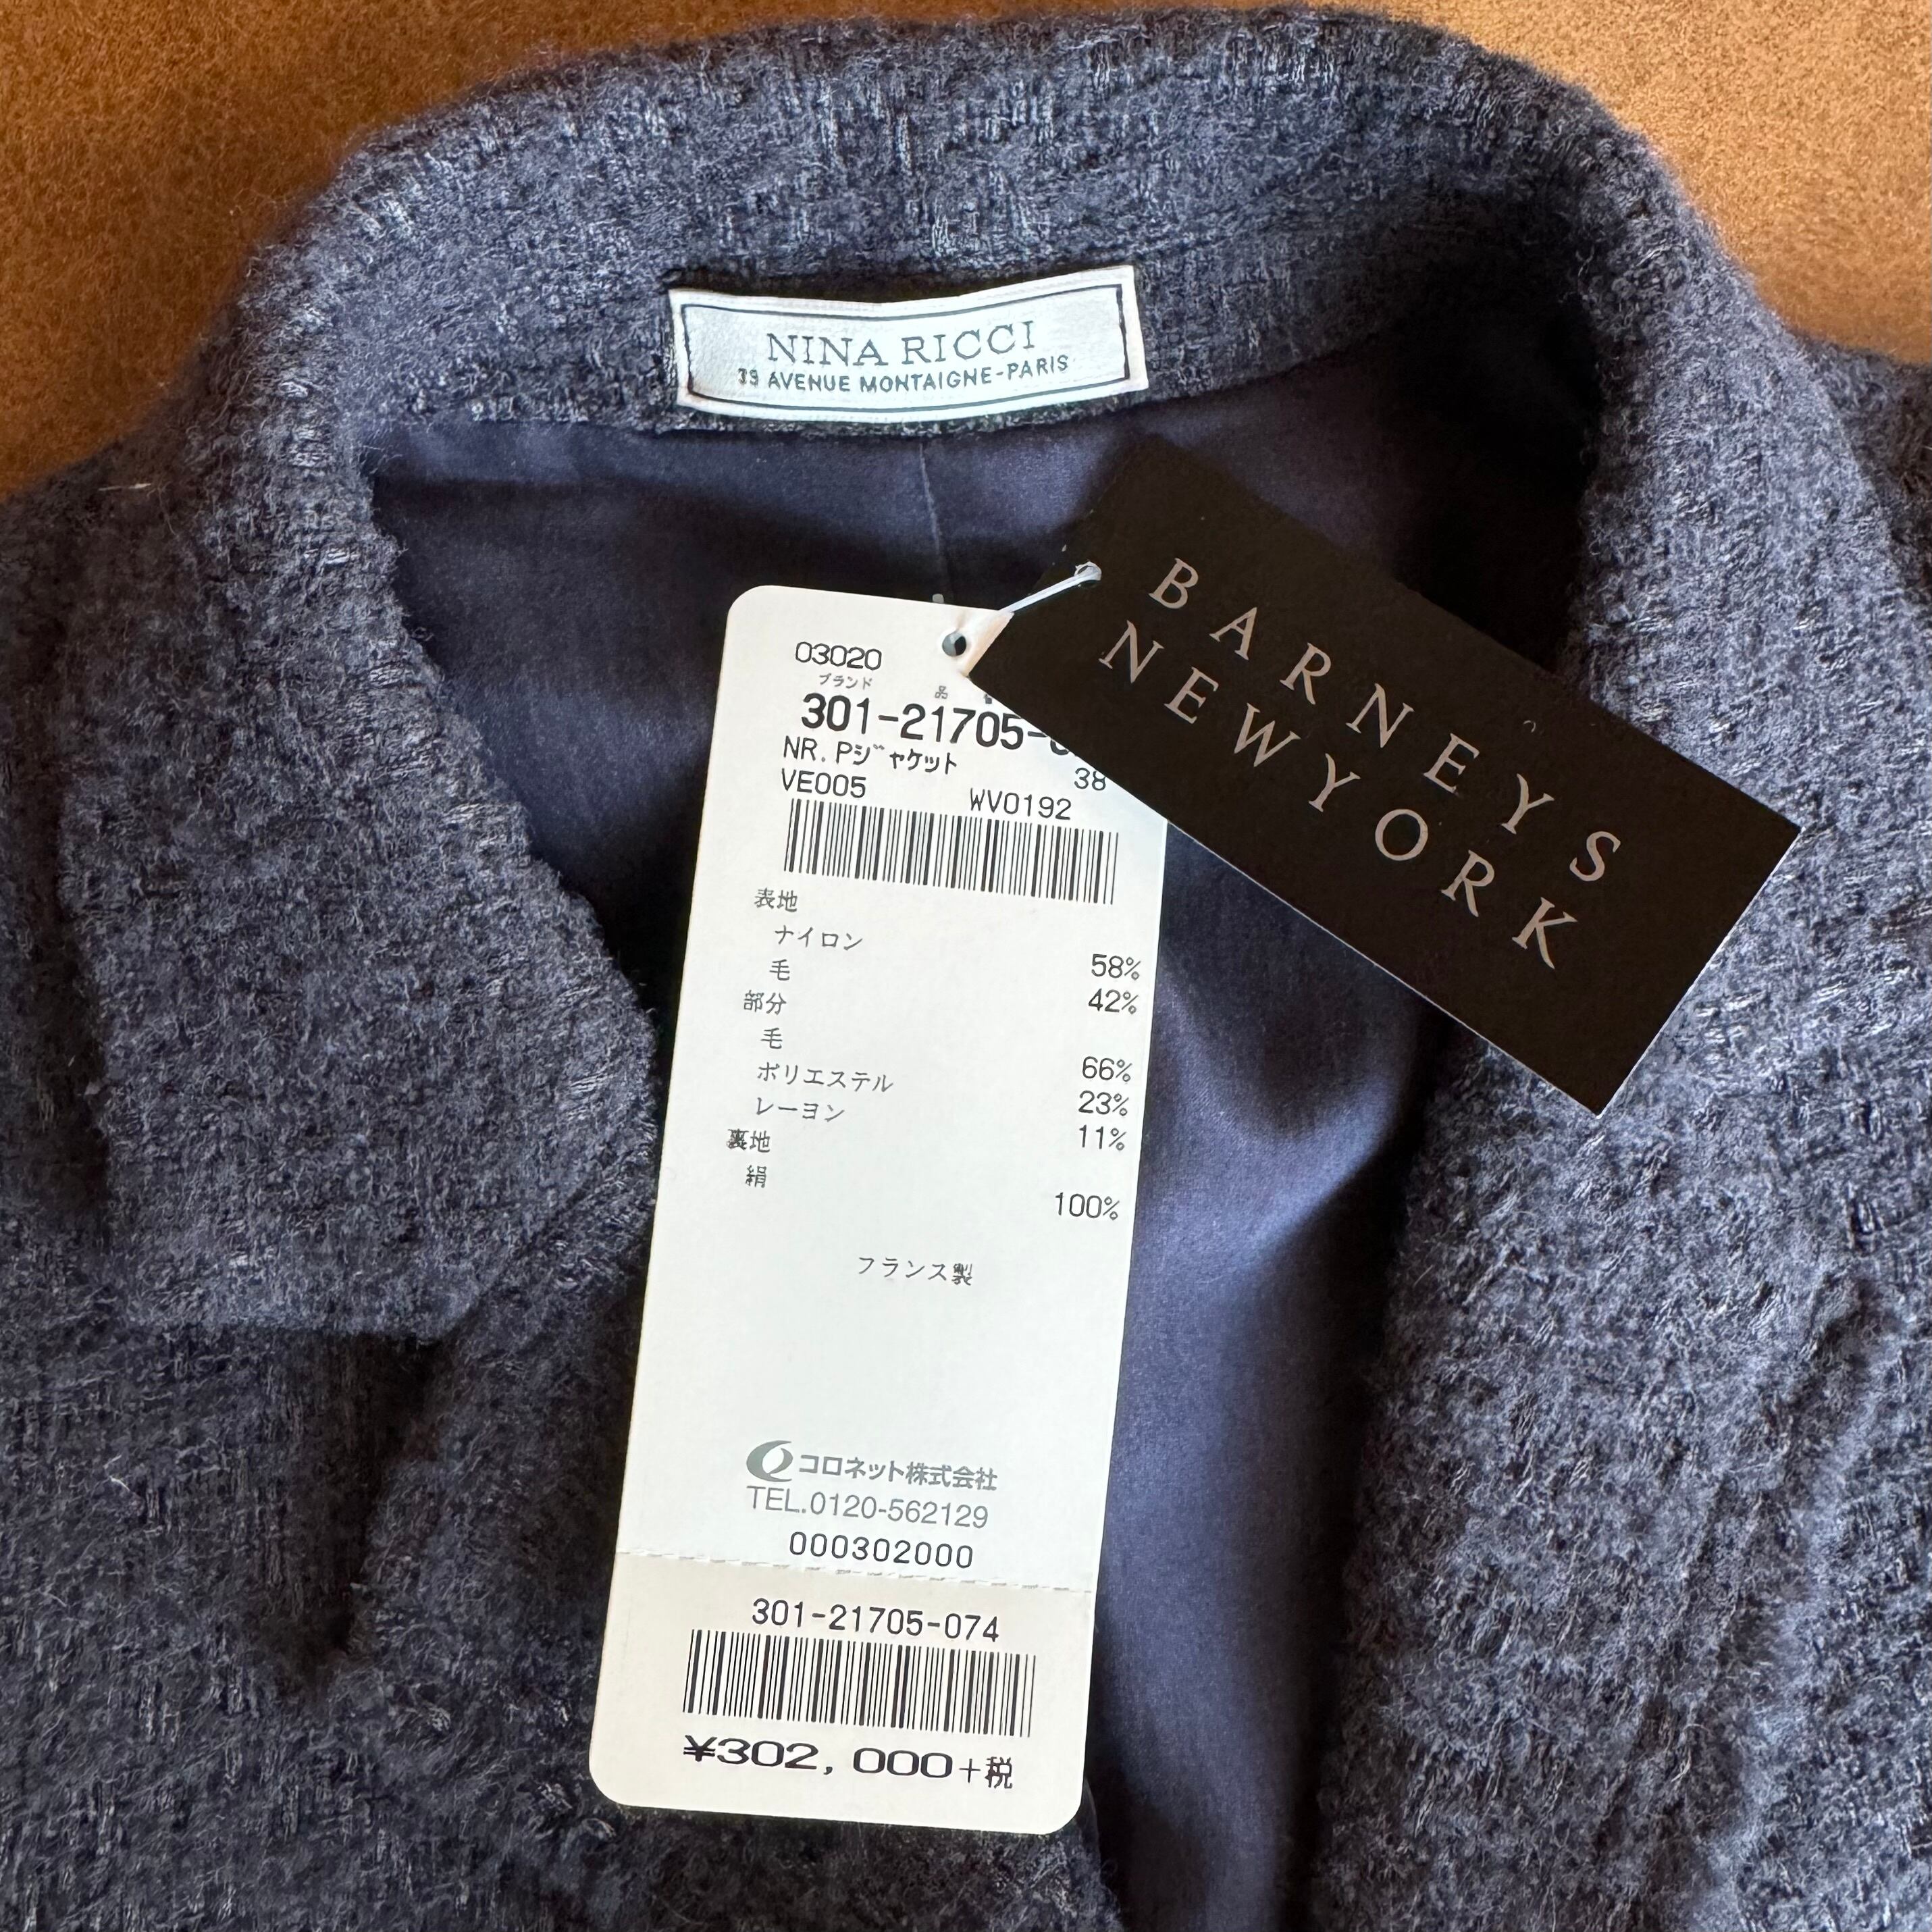 NINA RICCI
39 AVENUE MONTAIGNE-PARIS
BARNEYS
NEWYORK
03020
ブランド 品
301-21705-
NR.Pジャケット
38
VE005 WV0192
表地
ナイロン 58%
毛 42%
部分
毛 66%
ポリエステル 23%
レーヨン 11%
裏地
絹 100%
フランス製
コロネット株式会社
TEL.0120-562129
000302000
301-21705-074
¥302,000+税